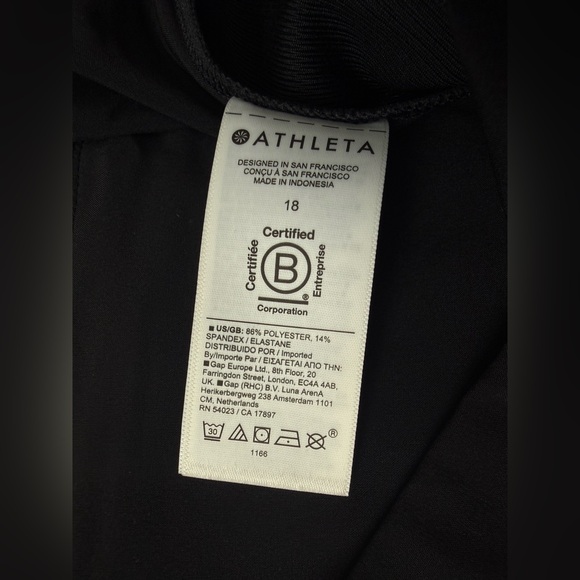 ATHLETA
DESIGNED IN SAN FRANCISCO
CONÇU À SAN FRANCISCO
MADE IN INDONESIA
18
Certified
Certifiée
B
Entreprise
®
Corporation
US/GB: 86% POLYESTER, 14%
SPANDEX / ELASTANE
DISTRIBUIDO POR / Imported
By/Importe Par / ΕΙΣΑΓΕΤΑΙ ΑΠΟ ΤΗΝ:
Gap Europe Ltd., 8th Floor, 20
Farringdon Street, London, EC4A 4AB,
UK. Gap (RHC) B.V. Luna ArenA
Herikerbergweg 238 Amsterdam 1101
CM, Netherlands
RN 54023 / CA 17897
30 ®
1166